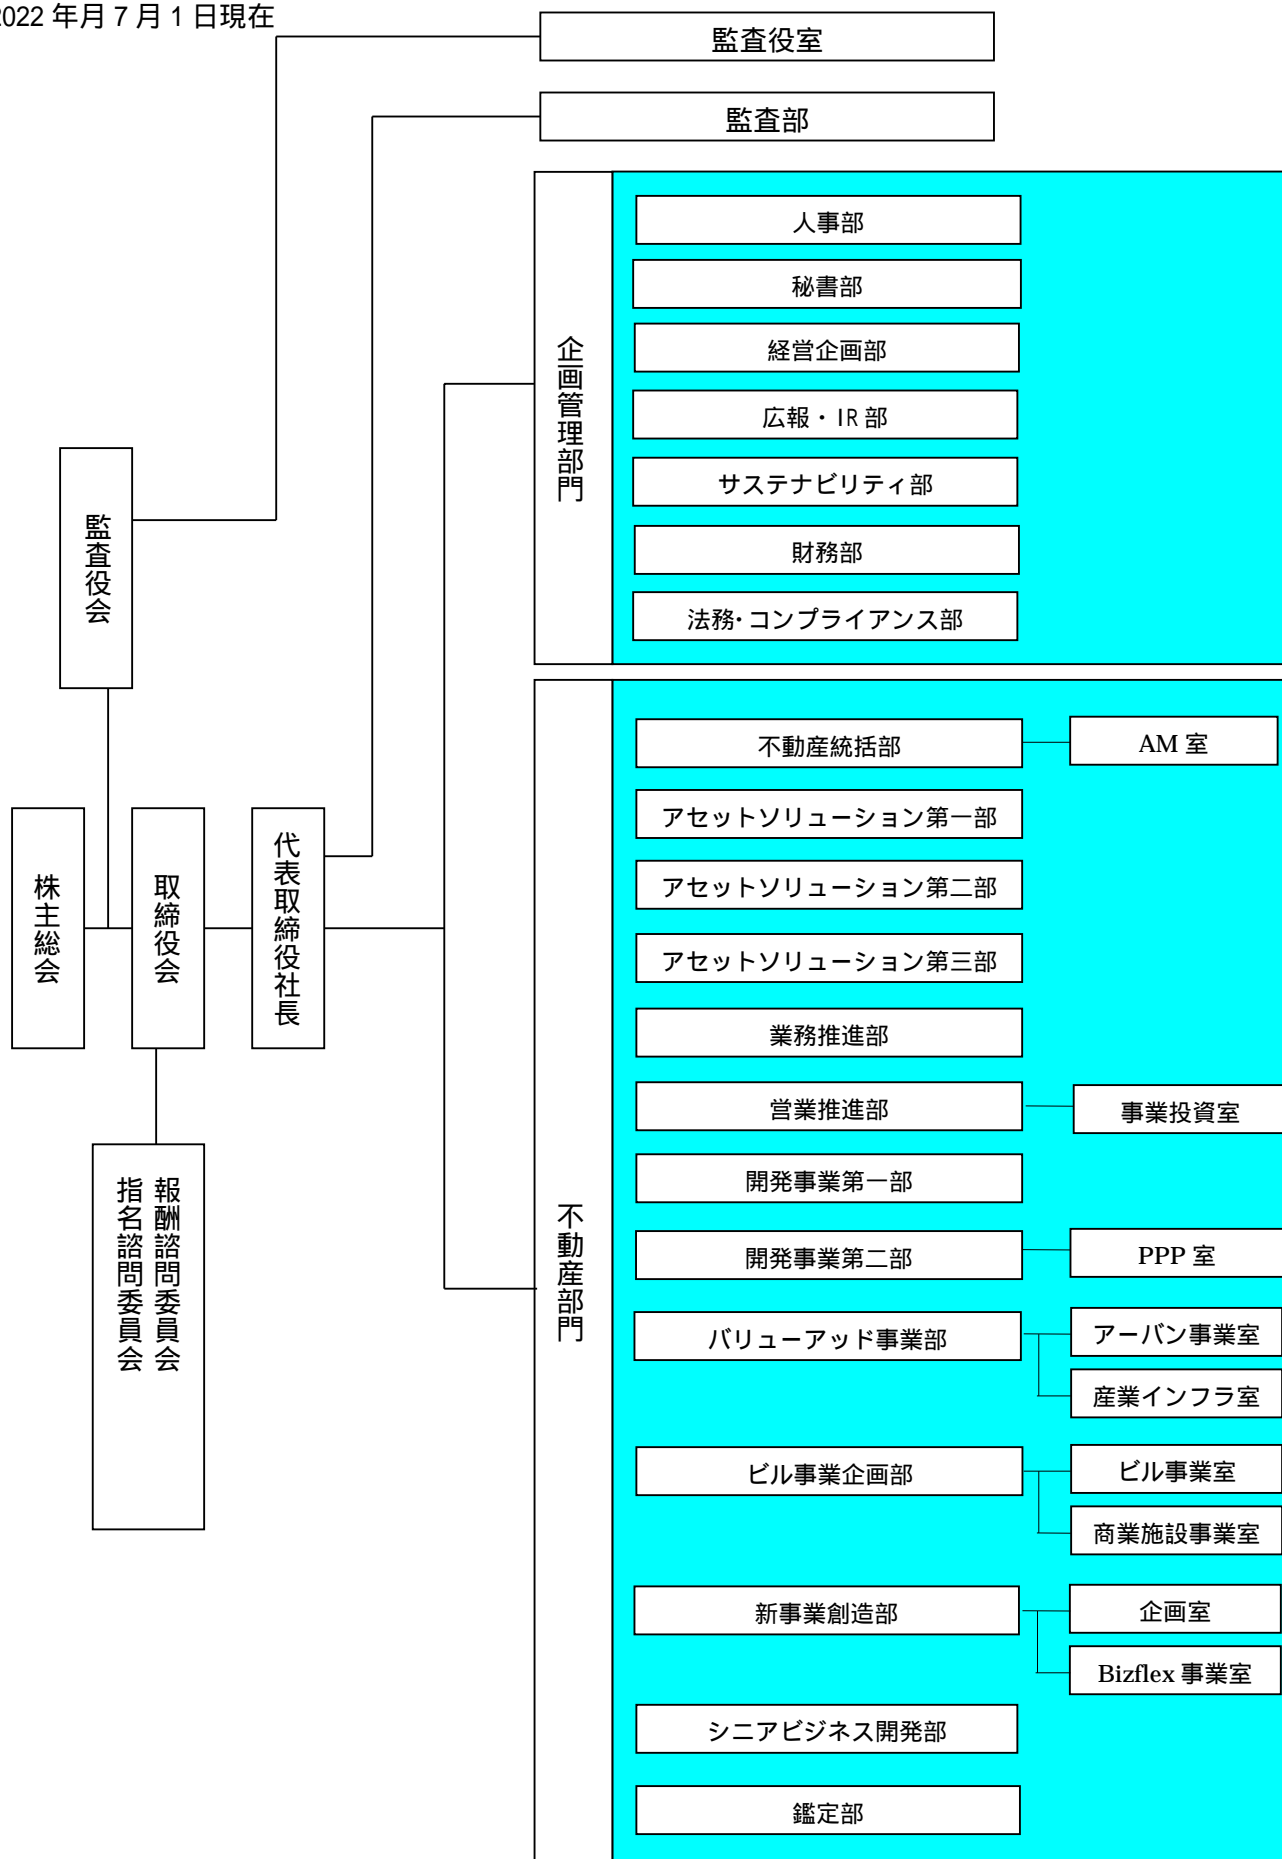 2022 年月 7 月 1 日現在
監査役室
監査部
企画管理部門
人事部
秘書部
経営企画部
広報・IR 部
サステナビリティ部
財務部
法務・コンプライアンス部
監査役会
株主総会
取締役会
代表取締役社長
報酬諮問委員会
指名諮問委員会
不動産部門
不動産統括部
AM 室
アセットソリューション第一部
アセットソリューション第二部
アセットソリューション第三部
業務推進部
営業推進部
事業投資室
開発事業第一部
開発事業第二部
PPP 室
バリューアッド事業部
アーバン事業室
産業インフラ室
ビル事業企画部
ビル事業室
商業施設事業室
新事業創造部
企画室
Bizflex 事業室
シニアビジネス開発部
鑑定部